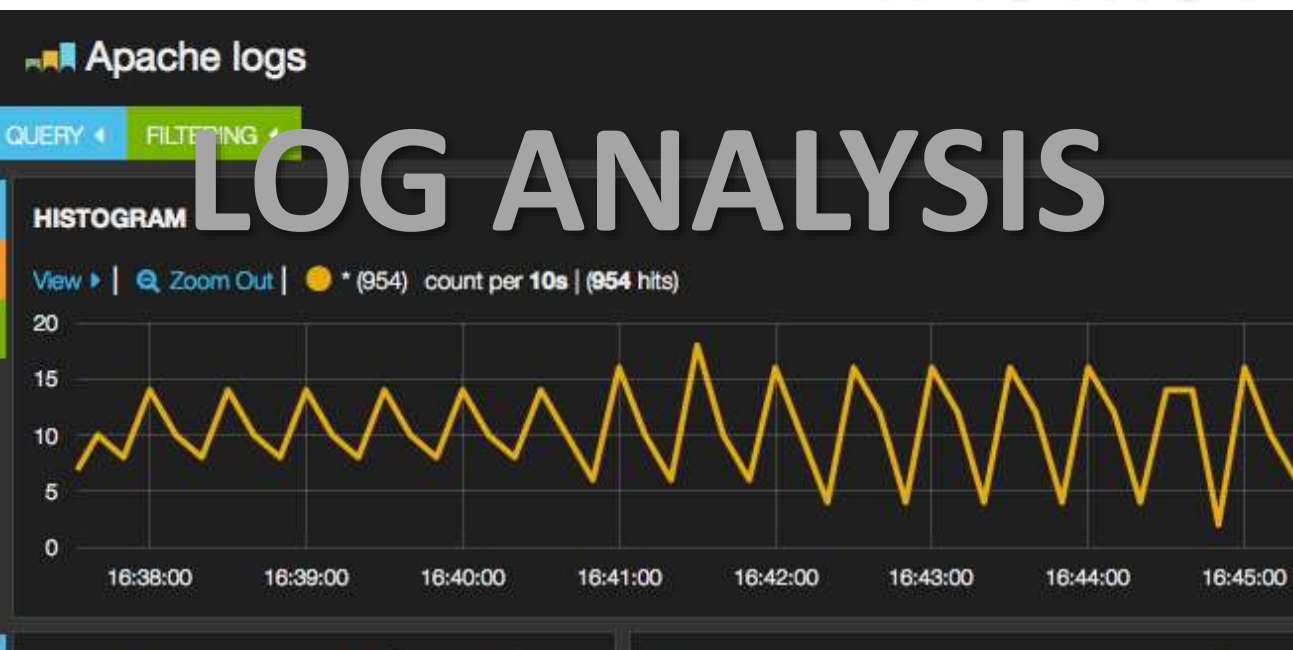 Apache logs
QUERY FILTERING
LOG ANALYSIS
HISTOGRAM
View | Zoom Out | * (954) count per 10s | (954 hits)
20
15
10
5
0
16:38:00 16:39:00 16:40:00 16:41:00 16:42:00 16:43:00 16:44:00 16:45:00